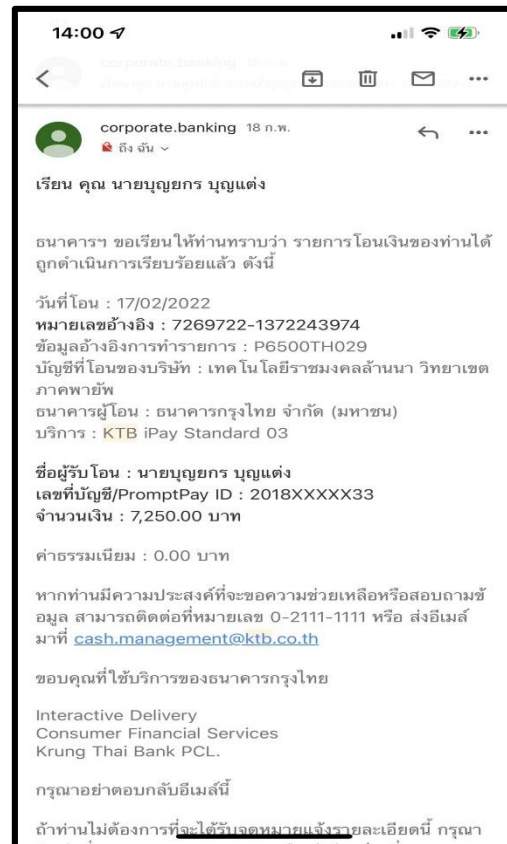 14:00
corporate.banking 18 ก.พ.
ถึง ฉัน
เรียน คุณ นายบุญยกร บุญแต่ง
ธนาคารฯ ขอเรียนให้ท่านทราบว่า รายการโอนเงินของท่านได้
ถูกดำเนินการเรียบร้อยแล้ว ดังนี้
วันที่โอน : 17/02/2022
หมายเลขอ้างอิง : 7269722-1372243974
ข้อมูลอ้างอิงการทำรายการ : P6500TH029
บัญชีที่โอนของบริษัท : เทคโนโลยีราชมงคลล้านนา วิทยาเขต
ภาคพายัพ
ธนาคารผู้โอน : ธนาคารกรุงไทย จำกัด (มหาชน)
บริการ : KTB iPay Standard 03
ชื่อผู้รับโอน : นายบุญยกร บุญแต่ง
เลขที่บัญชี/PromptPay ID : 2018XXXXX33
จำนวนเงิน : 7,250.00 บาท
ค่าธรรมเนียม : 0.00 บาท
หากท่านมีความประสงค์ที่จะขอความช่วยเหลือหรือสอบถามข้
อมูล สามารถติดต่อที่หมายเลข 0-2111-1111 หรือ ส่งอีเมล์
มาที่ cash.management@ktb.co.th
ขอบคุณที่ใช้บริการของธนาคารกรุงไทย
Interactive Delivery
Consumer Financial Services
Krung Thai Bank PCL.
กรุณาอย่าตอบกลับอีเมล์นี้
ถ้าท่านไม่ต้องการที่จะได้รับจดหมายแจ้งรายละเอียดนี้ กรุณา